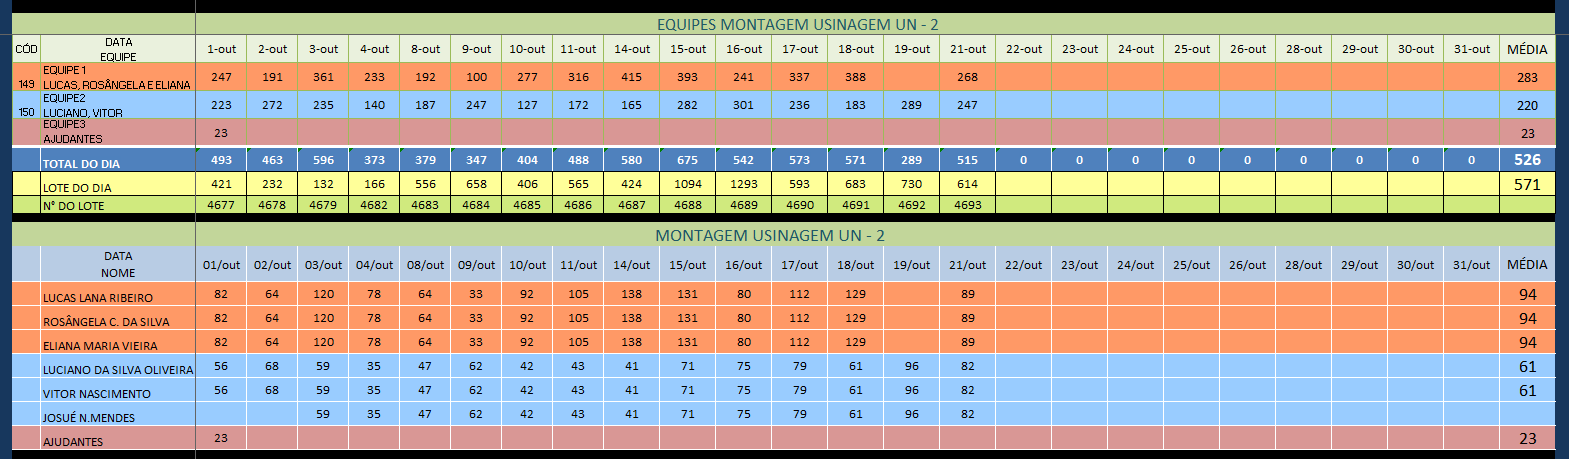 EQUIPES MONTAGEM USINAGEM UN - 2
CÓD DATA EQUIPE 1-out 2-out 3-out 4-out 8-out 9-out 10-out 11-out 14-out 15-out 16-out 17-out 18-out 19-out 21-out 22-out 23-out 24-out 25-out 26-out 28-out 29-out 30-out 31-out MÉDIA
149 EQUIPE 1 LUCAS, ROSÂNGELA E ELIANA 247 191 361 233 192 100 277 316 415 393 241 337 388 268 283
150 EQUIPE2 LUCIANO, VITOR 223 272 235 140 187 247 127 172 165 282 301 236 183 289 247 220
EQUIPE3 AJUDANTES 23 23
TOTAL DO DIA 493 463 596 373 379 347 404 488 580 675 542 573 571 289 515 0 0 0 0 0 0 0 0 0 526
LOTE DO DIA 421 232 132 166 556 658 406 565 424 1094 1293 593 683 730 614 571
N° DO LOTE 4677 4678 4679 4682 4683 4684 4685 4686 4687 4688 4689 4690 4691 4692 4693
MONTAGEM USINAGEM UN - 2
DATA NOME 01/out 02/out 03/out 04/out 08/out 09/out 10/out 11/out 14/out 15/out 16/out 17/out 18/out 19/out 21/out 22/out 23/out 24/out 25/out 26/out 28/out 29/out 30/out 31/out MÉDIA
LUCAS LANA RIBEIRO 82 64 120 78 64 33 92 105 138 131 80 112 129 89 94
ROSÂNGELA C. DA SILVA 82 64 120 78 64 33 92 105 138 131 80 112 129 89 94
ELIANA MARIA VIEIRA 82 64 120 78 64 33 92 105 138 131 80 112 129 89 94
LUCIANO DA SILVA OLIVEIRA 56 68 59 35 47 62 42 43 41 71 75 79 61 96 82 61
VITOR NASCIMENTO 56 68 59 35 47 62 42 43 41 71 75 79 61 96 82 61
JOSUÉ N.MENDES 59 35 47 62 42 43 41 71 75 79 61 96 82
AJUDANTES 23 23